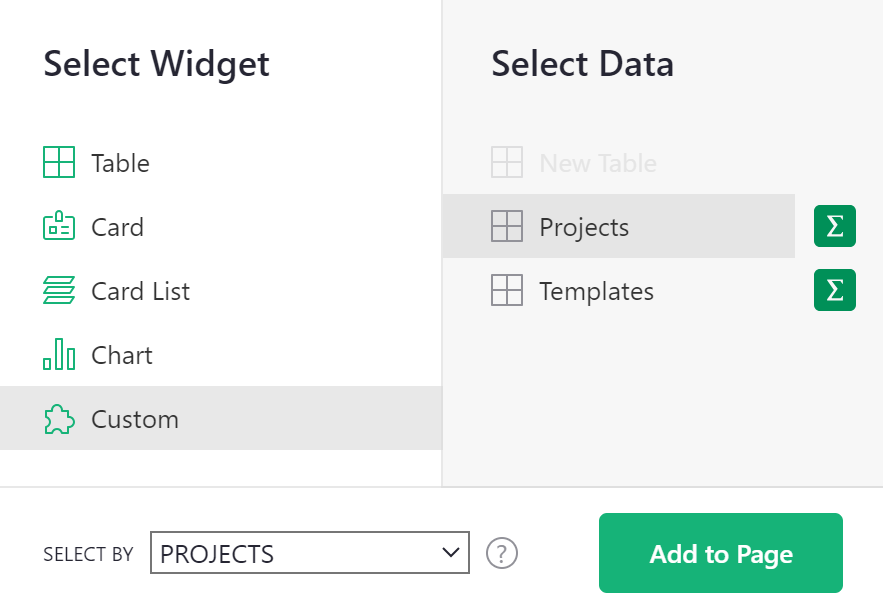 Select Widget
Table
Card
Card List
Chart
Custom
Select Data
New Table
Projects
Σ
Templates
Σ
SELECT BY
PROJECTS
?
Add to Page